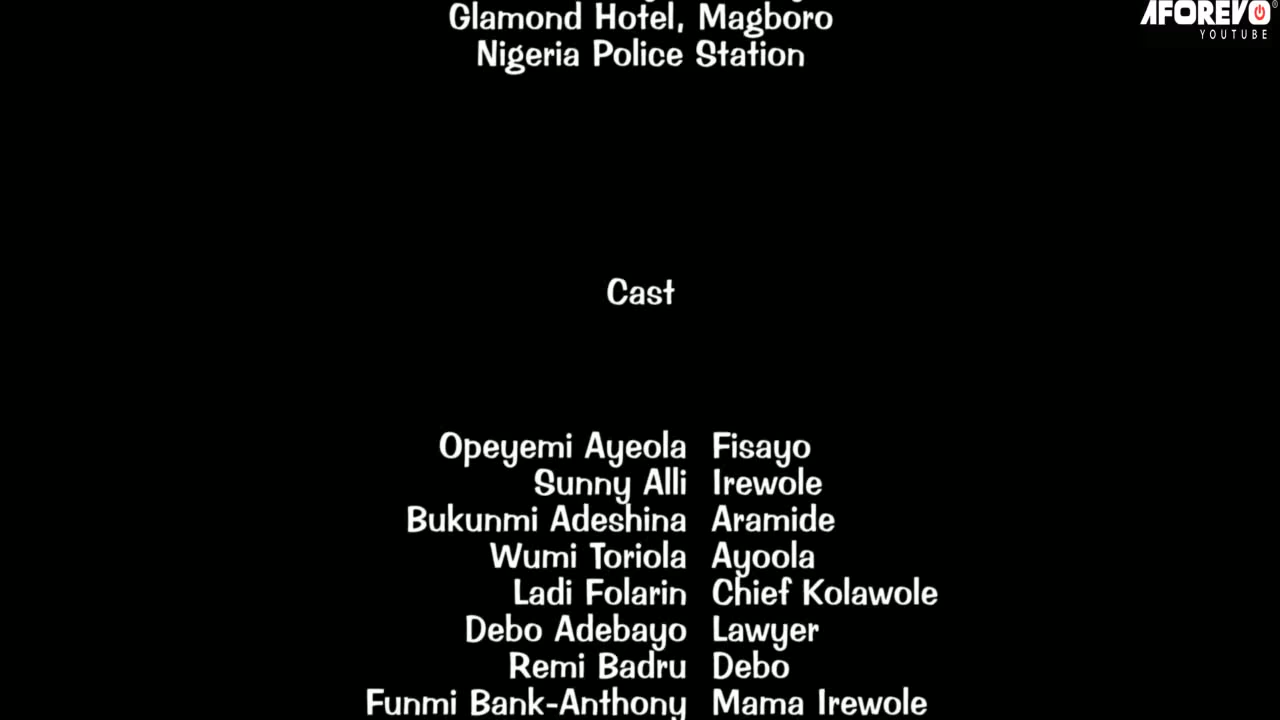 Glamond Hotel, Magboro
Nigeria Police Station
AFOREVO
YOUTUBE
Cast
Opeyemi Ayeola Fisayo
Sunny Alli Irewole
Bukunmi Adeshina Aramide
Wumi Toriola Ayoola
Ladi Folarin Chief Kolawole
Debo Adebayo Lawyer
Remi Badru Debo
Funmi Bank-Anthony Mama Irewole